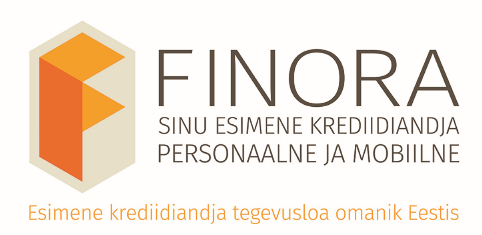 FINORA
SINU ESIMENE KREDIIDIANDJA
PERSONAALNE JA MOBIILNE
Esimene krediidiandja tegevusloa omanik Eestis